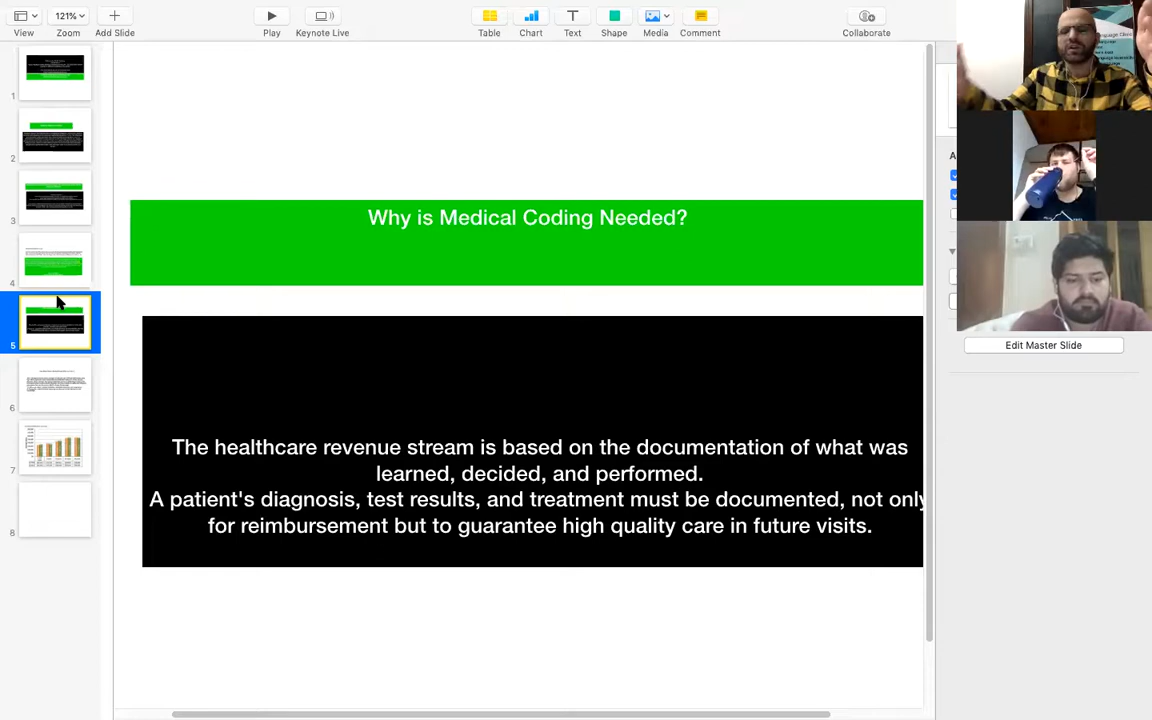 121%
View
Zoom
Add Slide
Play
Keynote Live
Table
Chart
Text
Shape
Media
Comment
Collaborate
1
2
3
4
5
6
7
8
Why is Medical Coding Needed?
The healthcare revenue stream is based on the documentation of what was
learned, decided, and performed.
A patient's diagnosis, test results, and treatment must be documented, not only
for reimbursement but to guarantee high quality care in future visits.
Edit Master Slide